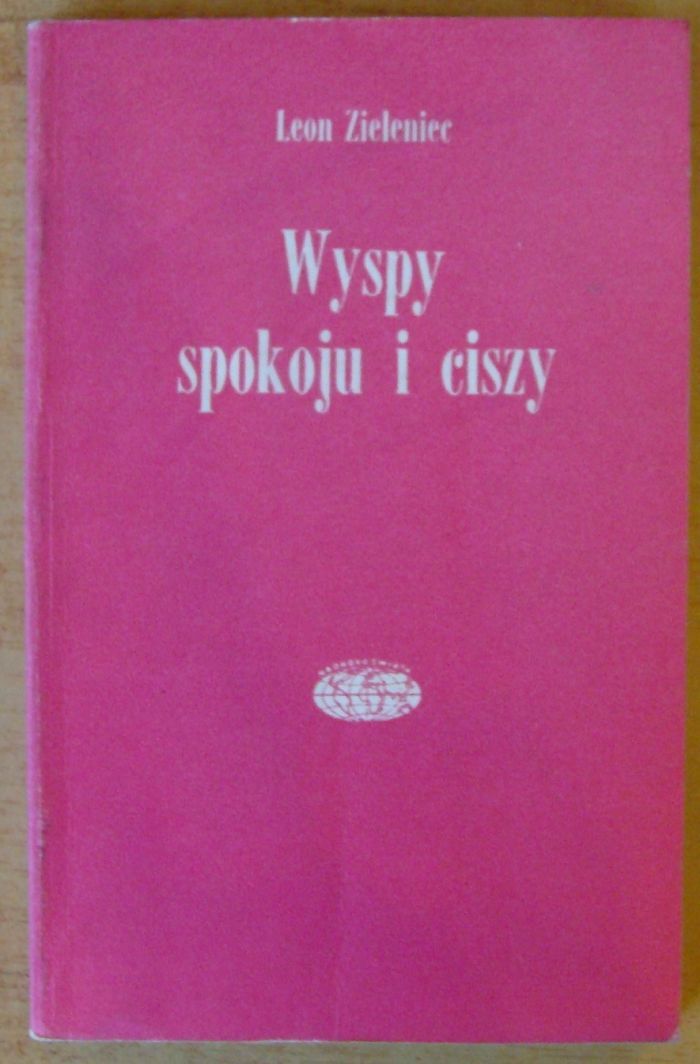 Leon Zieleniec
Wyspy
spokoju i ciszy